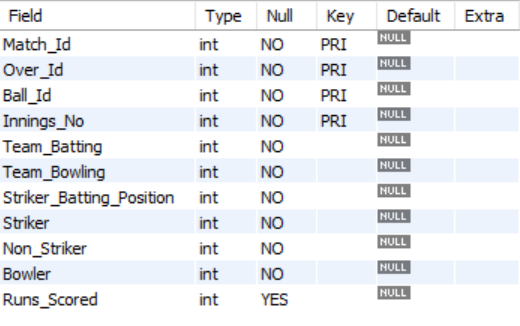 Field Type Null Key Default Extra
Match_Id int NO PRI NULL
Over_Id int NO PRI NULL
Ball_Id int NO PRI NULL
Innings_No int NO PRI NULL
Team_Batting int NO NULL
Team_Bowling int NO NULL
Striker_Batting_Position int NO NULL
Striker int NO NULL
Non_Striker int NO NULL
Bowler int NO NULL
Runs_Scored int YES NULL